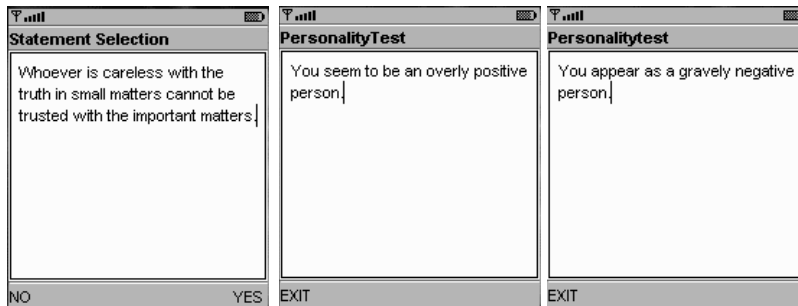 Statement Selection
Whoever is careless with the
truth in small matters cannot be
trusted with the important matters.
NO YES
PersonalityTest
You seem to be an overly positive
person.
EXIT
Personalitytest
You appear as a gravely negative
person.
EXIT